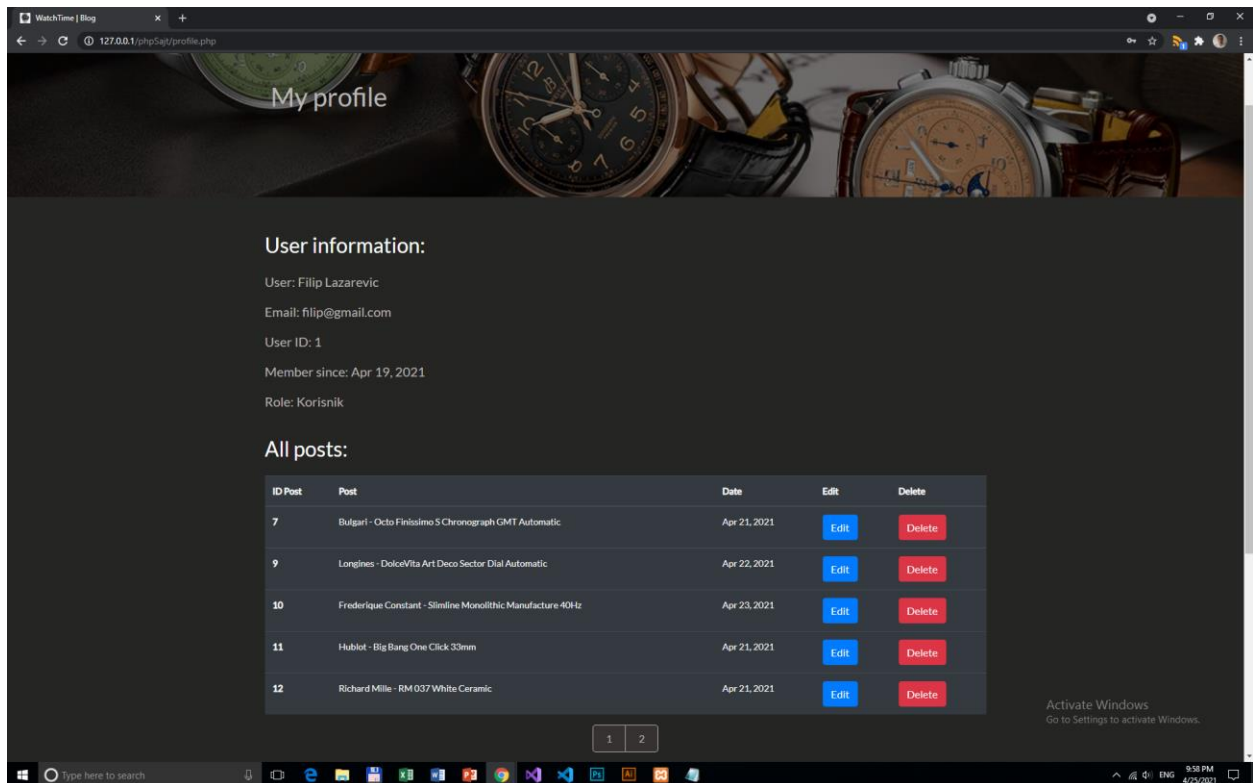 WatchTime | Blog
127.0.0.1/phpSajt/profile.php
My profile
User information:
User: Filip Lazarevic
Email: filip@gmail.com
User ID: 1
Member since: Apr 19, 2021
Role: Korisnik
All posts:
ID Post Post Date Edit Delete
7 Bulgari - Octo Finissimo S Chronograph GMT Automatic Apr 21, 2021 Edit Delete
9 Longines - DolceVita Art Deco Sector Dial Automatic Apr 22, 2021 Edit Delete
10 Frederique Constant - Slimline Monolithic Manufacture 40Hz Apr 23, 2021 Edit Delete
11 Hublot - Big Bang One Click 33mm Apr 21, 2021 Edit Delete
12 Richard Mille - RM 037 White Ceramic Apr 21, 2021 Edit Delete
1 2
Activate Windows
Go to Settings to activate Windows.
Type here to search
ENG 9:58 PM
4/25/2021